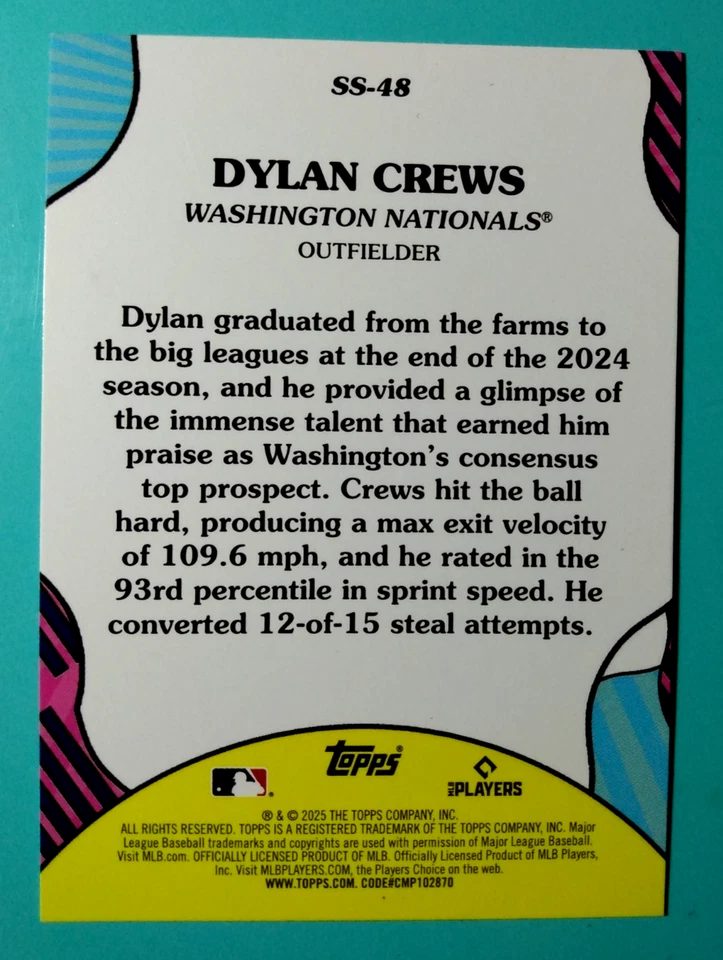 SS-48
DYLAN CREWS
WASHINGTON NATIONALS®
OUTFIELDER
Dylan graduated from the farms to
the big leagues at the end of the 2024
season, and he provided a glimpse of
the immense talent that earned him
praise as Washington's consensus
top prospect. Crews hit the ball
hard, producing a max exit velocity
of 109.6 mph, and he rated in the
93rd percentile in sprint speed. He
converted 12-of-15 steal attempts.
topps®
MLB PLAYERS
® & © 2025 THE TOPPS COMPANY, INC.
ALL RIGHTS RESERVED. TOPPS IS A REGISTERED TRADEMARK OF THE TOPPS COMPANY, INC. Major
League Baseball trademarks and copyrights are used with permission of Major League Baseball.
Visit MLB.com. OFFICIALLY LICENSED PRODUCT OF MLB. Officially Licensed Product of MLB Players,
Inc. Visit MLBPLAYERS.COM, the Players Choice on the web.
WWW.TOPPS.COM. CODE#CMP102870